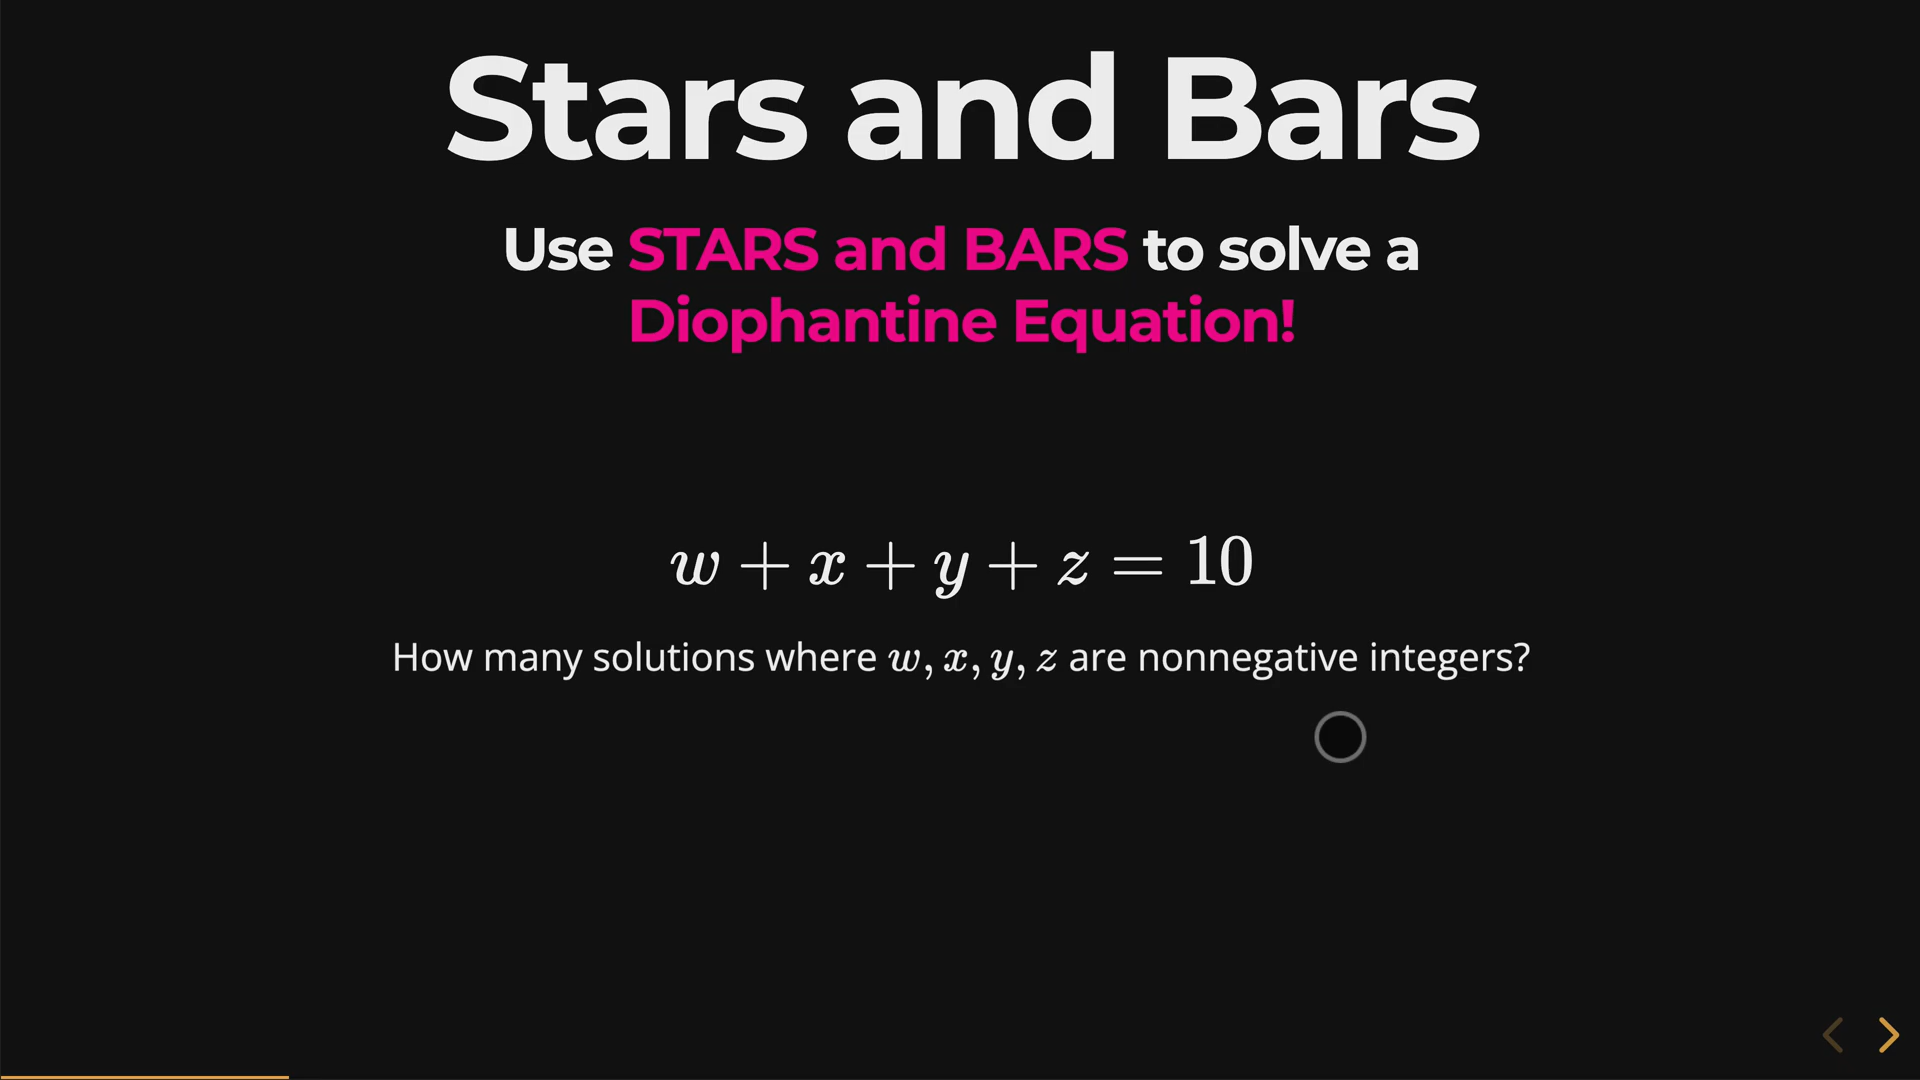 Stars and Bars
Use STARS and BARS to solve a
Diophantine Equation!
w + x + y + z = 10
How many solutions where w, x, y, z are nonnegative integers?